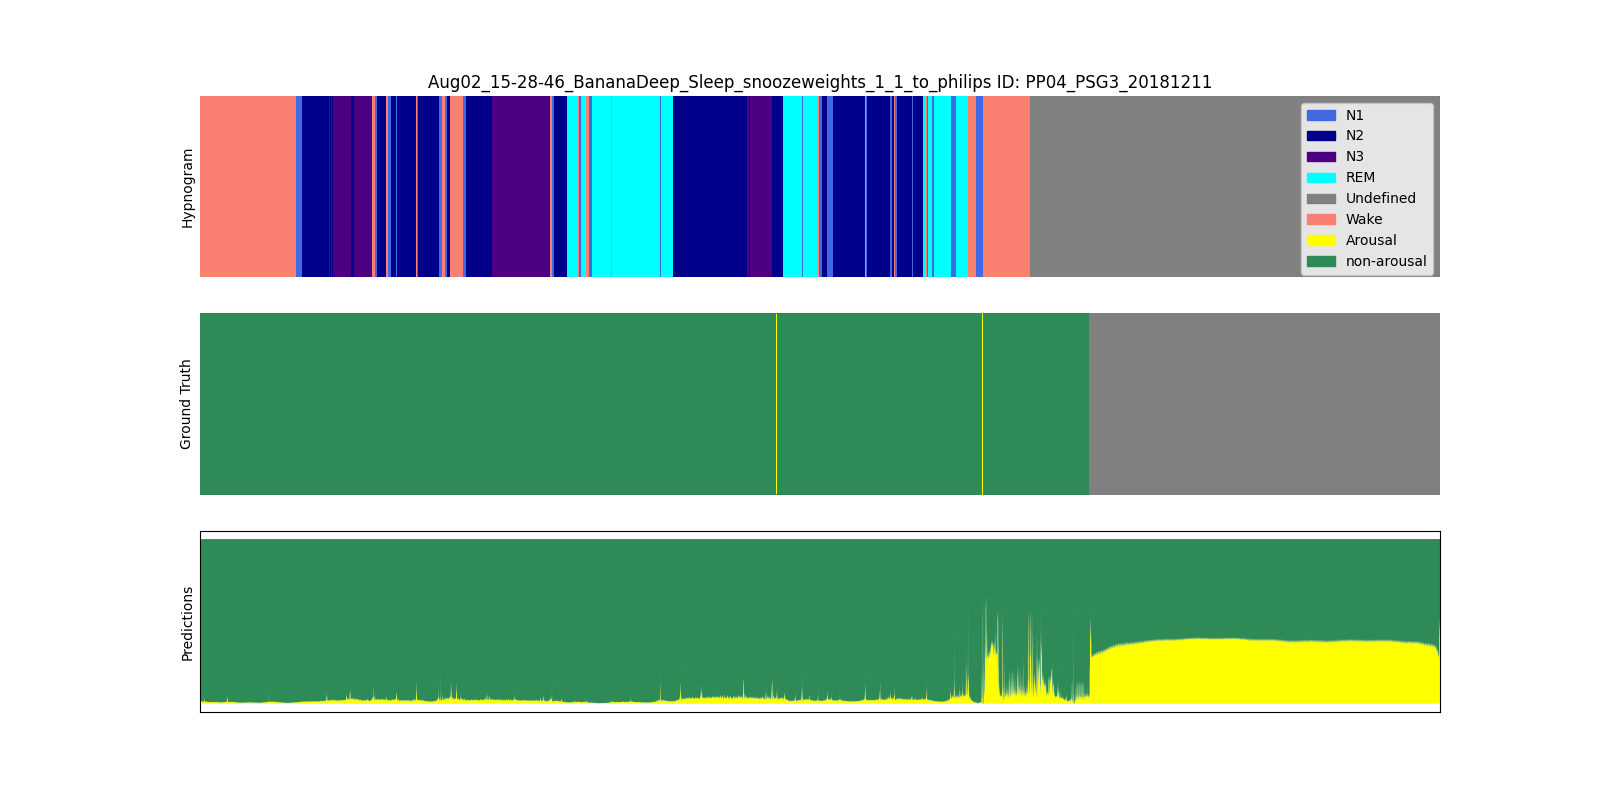 Aug02_15-28-46_BananaDeep_Sleep_snoozeweights_1_1_to_philips ID: PP04_PSG3_20181211
Hypnogram
N1
N2
N3
REM
Undefined
Wake
Arousal
non-arousal
Ground Truth
Predictions